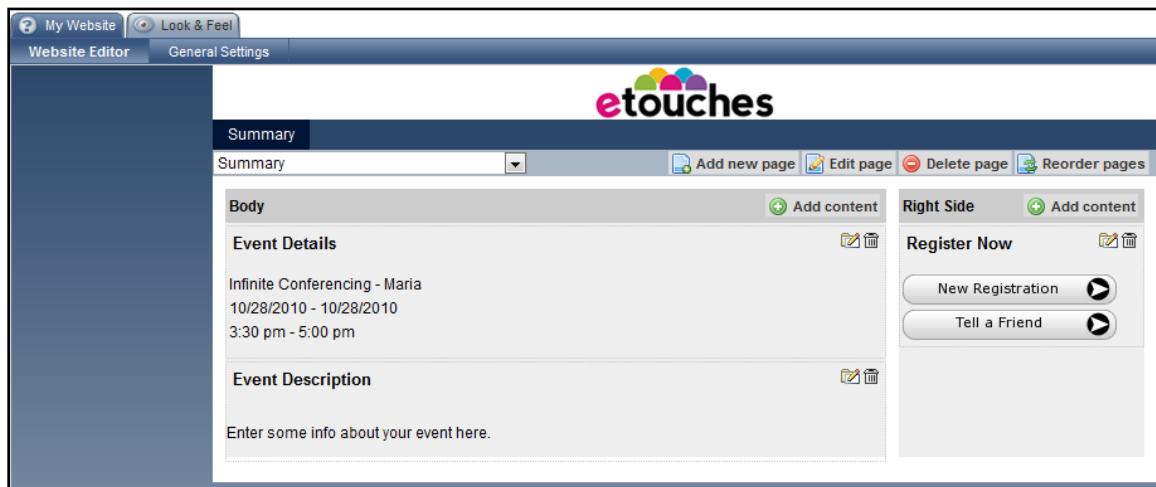 My Website Look & Feel
Website Editor General Settings
etouches
Summary
Summary Add new page Edit page Delete page Reorder pages
Body Add content Right Side Add content
Event Details Register Now
Infinite Conferencing - Maria New Registration
10/28/2010 - 10/28/2010
3:30 pm - 5:00 pm Tell a Friend
Event Description
Enter some info about your event here.